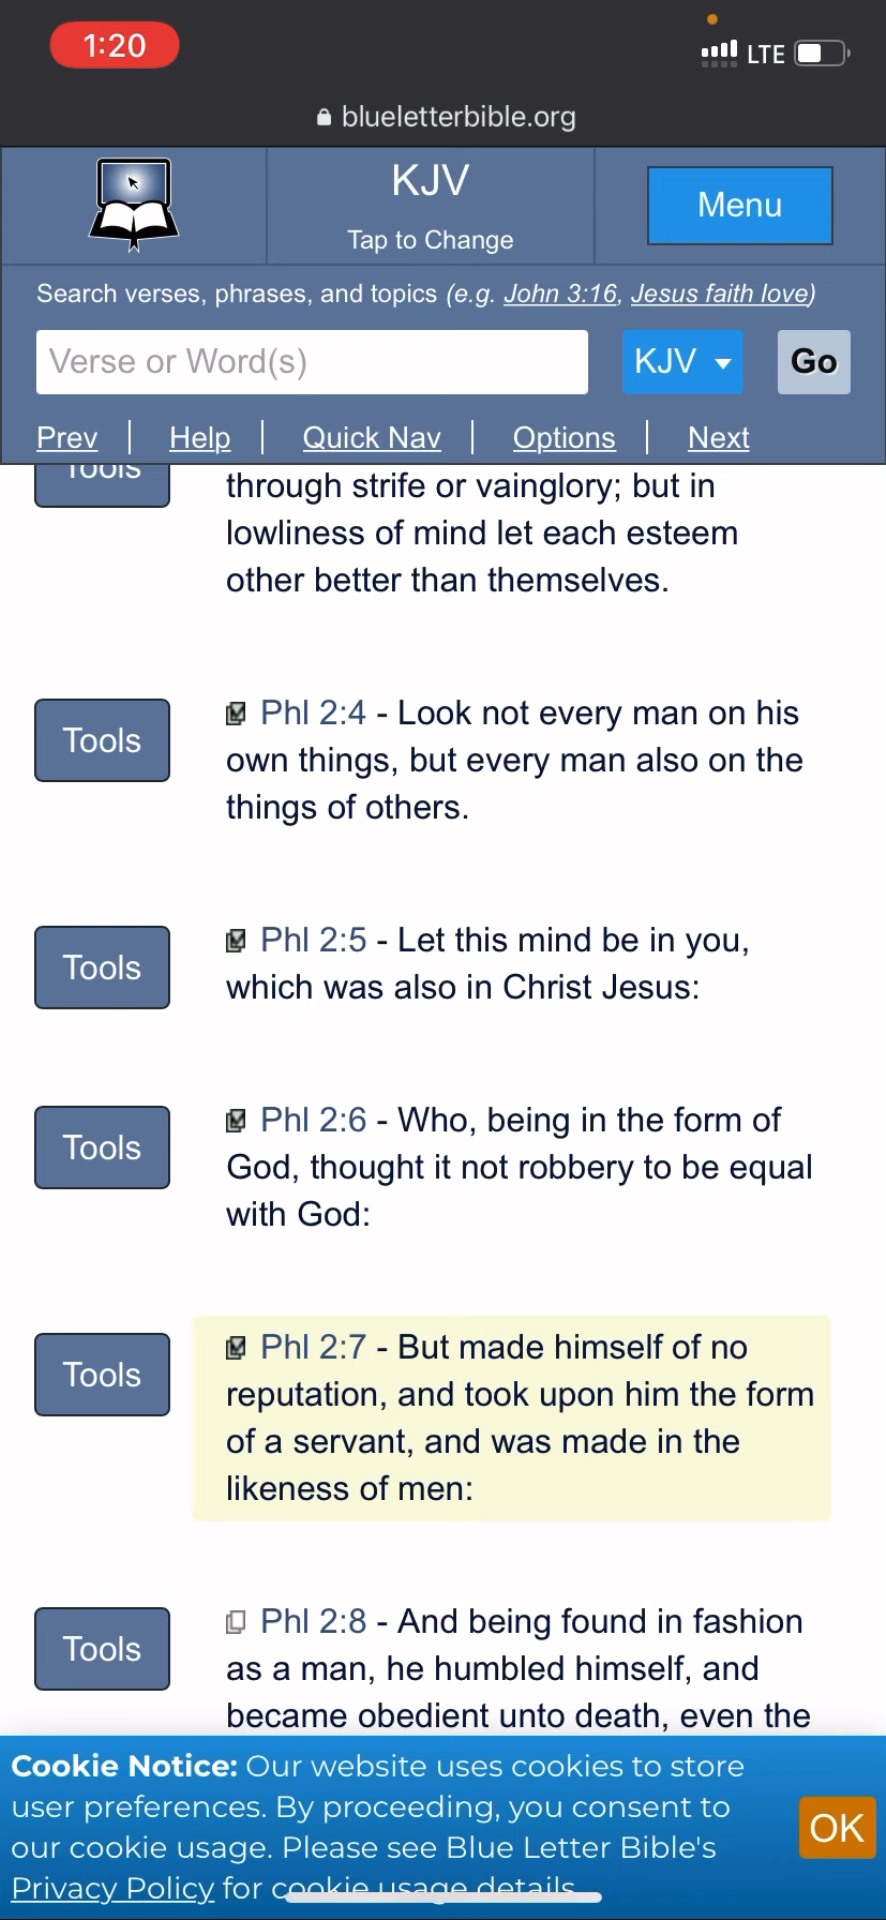 1:20
LTE
blueletterbible.org
KJV
Tap to Change
Menu
Search verses, phrases, and topics (e.g. John 3:16, Jesus faith love)
Verse or Word(s)
KJV
Go
Prev | Help | Quick Nav | Options | Next
Tools
through strife or vainglory; but in
lowliness of mind let each esteem
other better than themselves.
Tools
Phl 2:4 - Look not every man on his
own things, but every man also on the
things of others.
Tools
Phl 2:5 - Let this mind be in you,
which was also in Christ Jesus:
Tools
Phl 2:6 - Who, being in the form of
God, thought it not robbery to be equal
with God:
Tools
Phl 2:7 - But made himself of no
reputation, and took upon him the form
of a servant, and was made in the
likeness of men:
Tools
Phl 2:8 - And being found in fashion
as a man, he humbled himself, and
became obedient unto death, even the
Cookie Notice: Our website uses cookies to store
user preferences. By proceeding, you consent to
our cookie usage. Please see Blue Letter Bible's
Privacy Policy for cookie usage details
OK